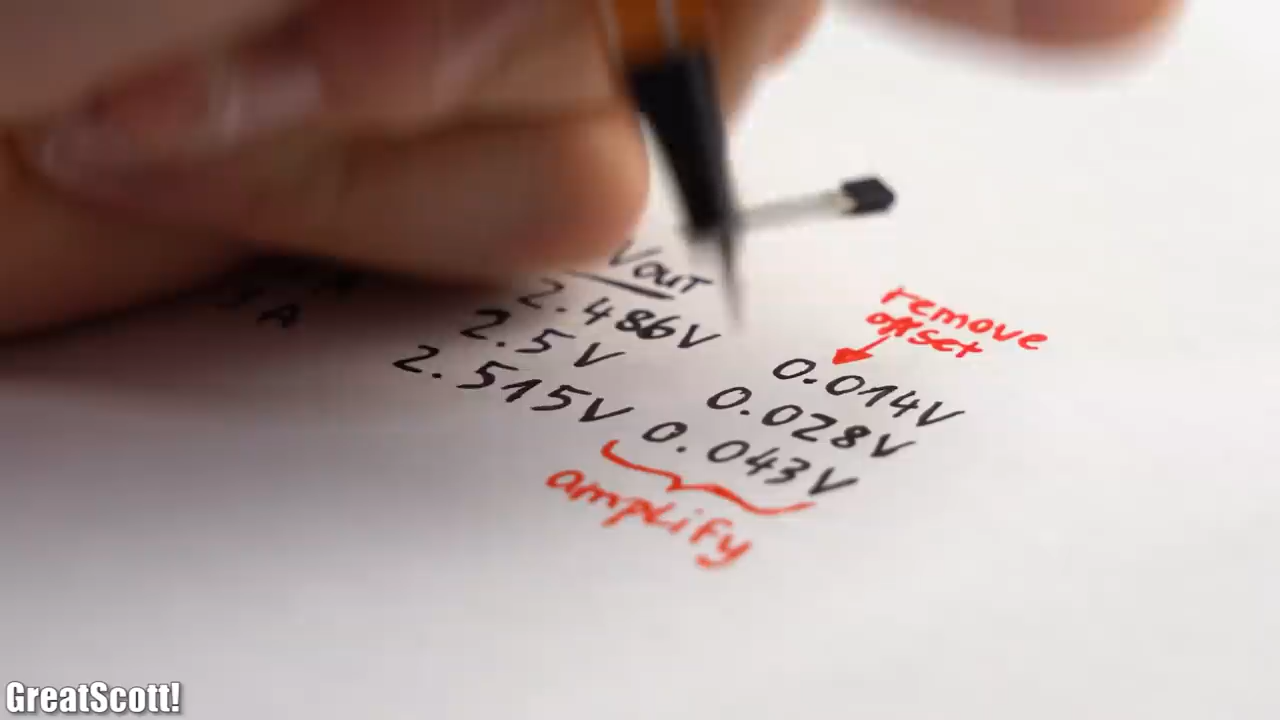 Vout
2.486V
2.5V
2.515V
remove
offset
0.014V
0.028V
0.043V
amplify
A
GreatScott!